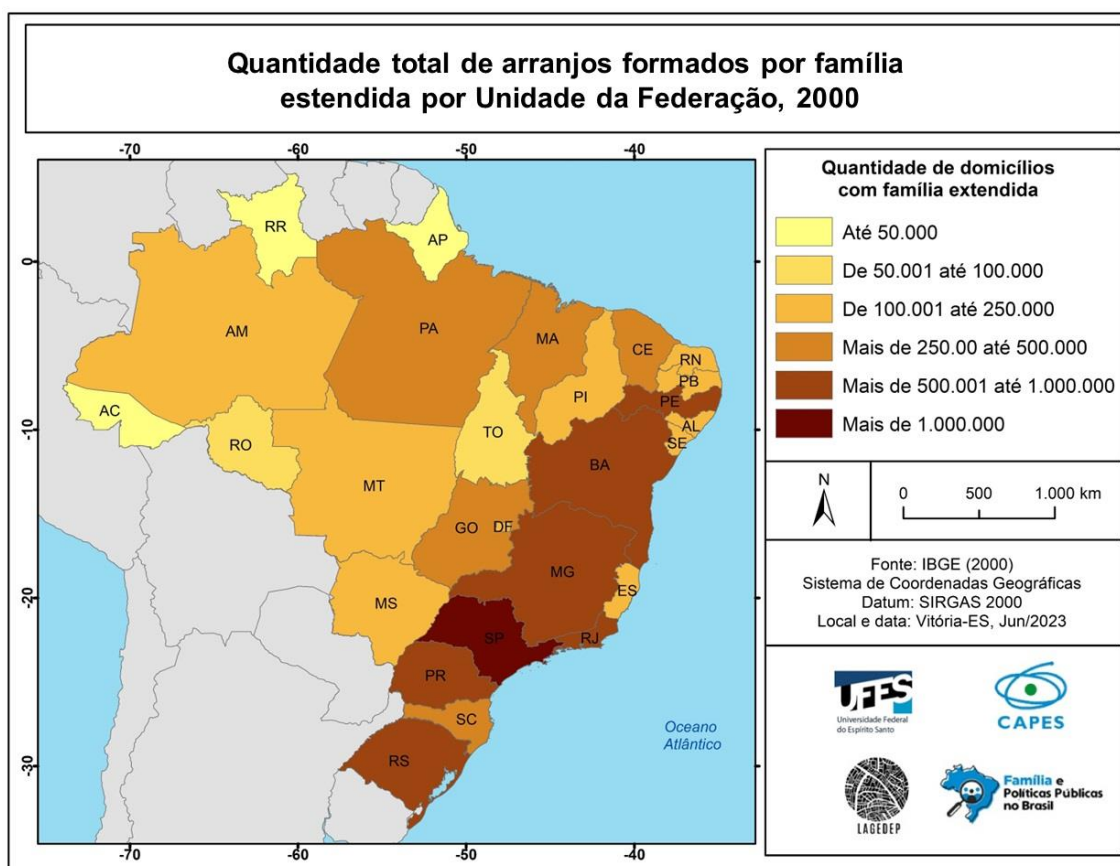 Quantidade total de arranjos formados por família
estendida por Unidade da Federação, 2000
-70
-60
-50
-40
0
-10
-20
-30
RR
AP
AM
PA
MA
CE
RN
PB
PI
PE
AC
AL
TO
SE
RO
BA
MT
GO
DF
MG
ES
MS
SP
RJ
PR
SC
RS
Oceano
Atlântico
-70
-60
-50
-40
Quantidade de domicílios
com família extendida
Até 50.000
De 50.001 até 100.000
De 100.001 até 250.000
Mais de 250.00 até 500.000
Mais de 500.001 até 1.000.000
Mais de 1.000.000
N
0 500 1.000 km
Fonte: IBGE (2000)
Sistema de Coordenadas Geográficas
Datum: SIRGAS 2000
Local e data: Vitória-ES, Jun/2023
UFES
Universidade Federal
do Espírito Santo
CAPES
LAGEDEP
Família e
Políticas Públicas
no Brasil